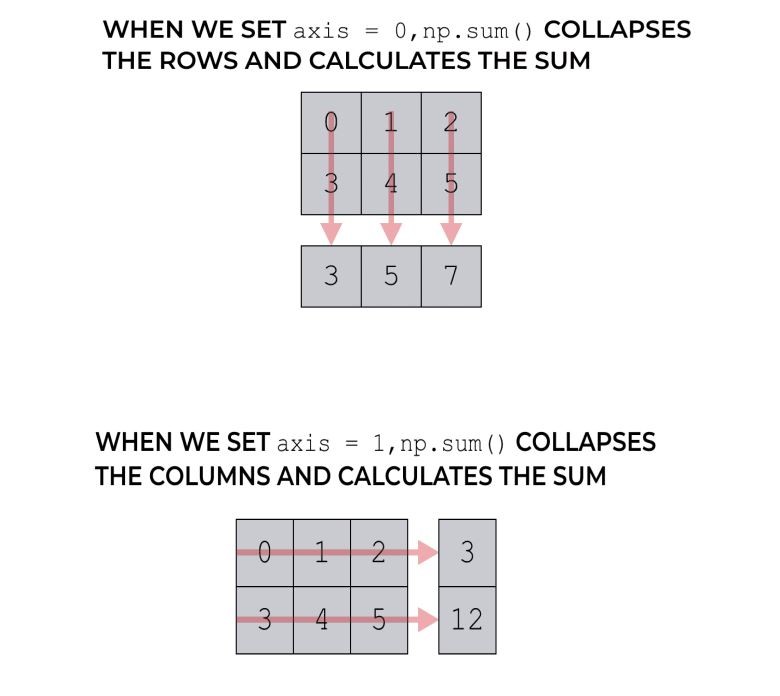 WHEN WE SET axis = 0,np.sum() COLLAPSES
THE ROWS AND CALCULATES THE SUM
0 1 2
3 4 5
3 5 7
WHEN WE SET axis = 1,np.sum() COLLAPSES
THE COLUMNS AND CALCULATES THE SUM
0 1 2 3
3 4 5 12